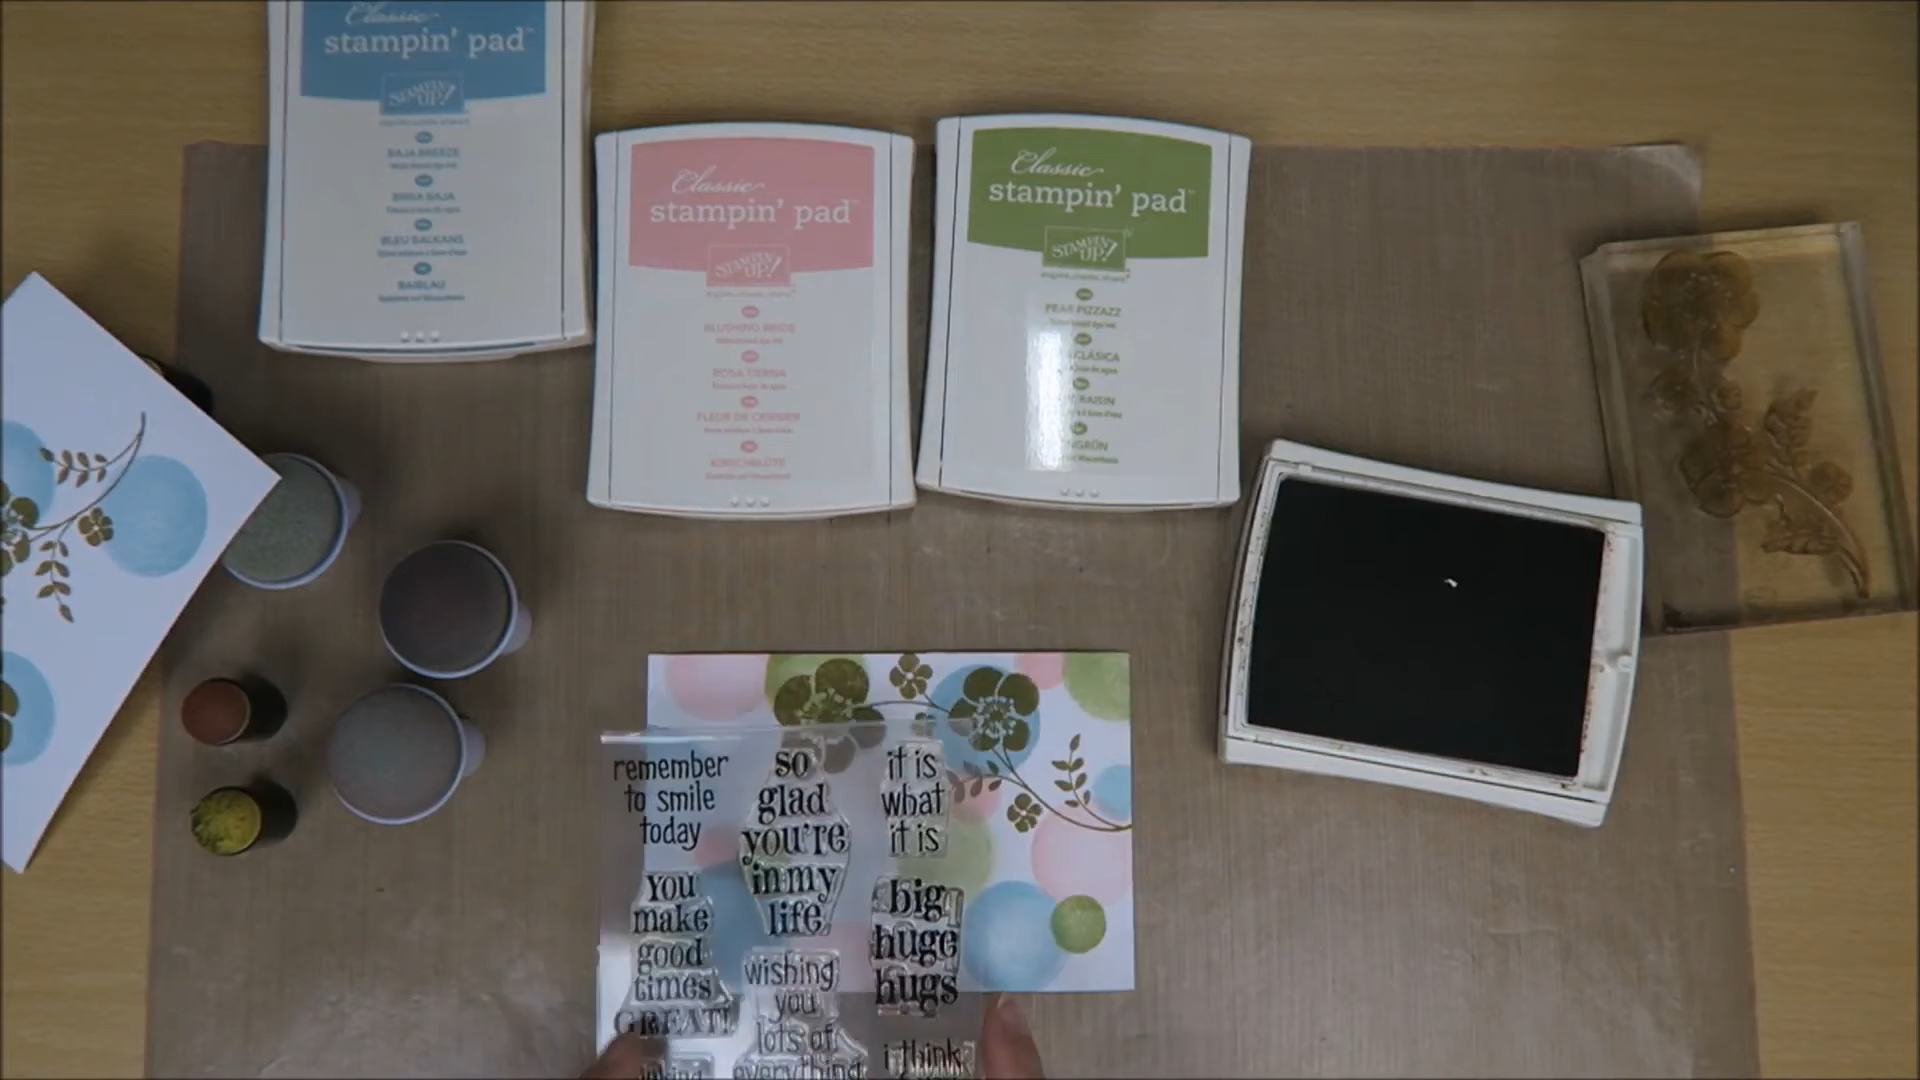 Classic
stampin' pad
STAMPIN' UP!
BAJA BREEZE
BRISA BAJA
BLEU BALKANS
BAIBLAU
Classic
stampin' pad
STAMPIN' UP!
BLUSHING BRIDE
ROSA TIERNA
FLEUR DE CERISIER
KIRSCHBLÜTE
Classic
stampin' pad
STAMPIN' UP!
PEAR PIZZAZZ
CLÁSICA
RAISIN
remember
to smile
today
You
make
good
times
GREAT!
so
glad
you're
in my
life
wishing
you
lots of
everything
it is
what
it is
big
huge
hugs
i think